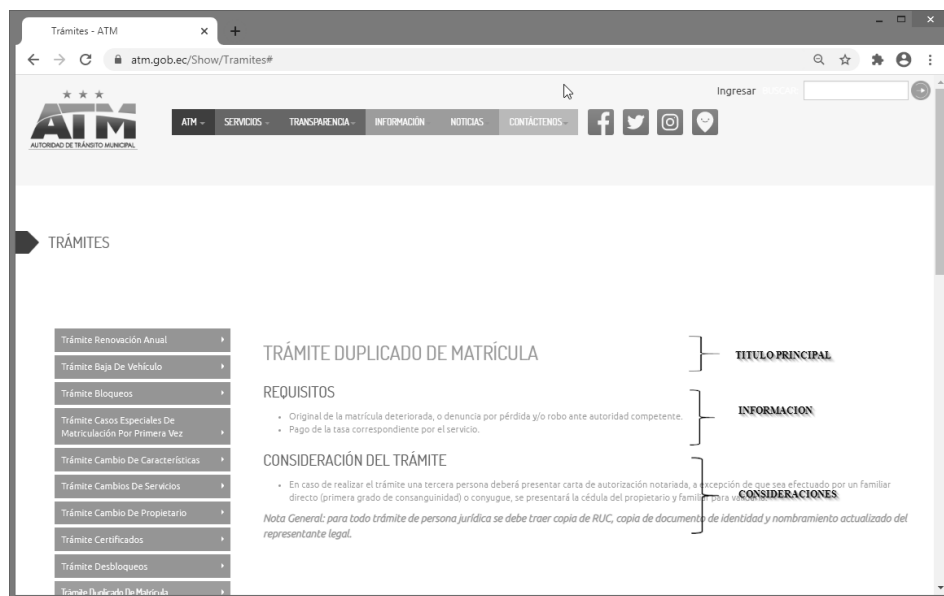 Trámites - ATM
atm.gob.ec/Show/Tramites#
Ingresar
ATM
AUTORIDAD DE TRÁNSITO MUNICIPAL
ATM
SERVICIOS
TRANSPARENCIA
INFORMACIÓN
NOTICIAS
CONTÁCTENOS
TRÁMITES
Trámite Renovación Anual
Trámite Baja De Vehículo
Trámite Bloqueos
Trámite Casos Especiales De
Matriculación Por Primera Vez
Trámite Cambio De Características
Trámite Cambios De Servicios
Trámite Cambio De Propietario
Trámite Certificados
Trámite Desbloqueos
Trámite Duplicado De Matrícula
TRÁMITE DUPLICADO DE MATRÍCULA
TITULO PRINCIPAL
REQUISITOS
• Original de la matrícula deteriorada, o denuncia por pérdida y/o robo ante autoridad competente.
• Pago de la tasa correspondiente por el servicio.
INFORMACION
CONSIDERACIÓN DEL TRÁMITE
• En caso de realizar el trámite una tercera persona deberá presentar carta de autorización notariada, a excepción de que sea efectuado por un familiar
directo (primera grado de consanguinidad) o conyugue, se presentará la cédula del propietario y familiar para
CONSIDERACIONES
Nota General: para todo trámite de persona jurídica se debe traer copia de RUC, copia de documento de identidad y nombramiento actualizado del
representante legal.